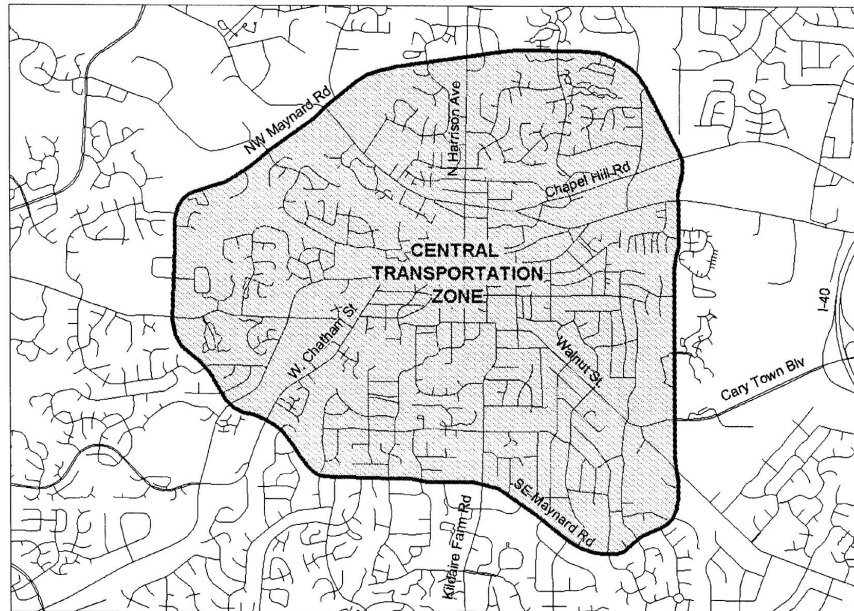 NW Maynard Rd
N Harrison Ave
Chapel Hill Rd
CENTRAL
TRANSPORTATION
ZONE
I-40
W. Chatham St
Walnut St
Cary Town Blv
SE Maynard Rd
Kildaire Farm Rd